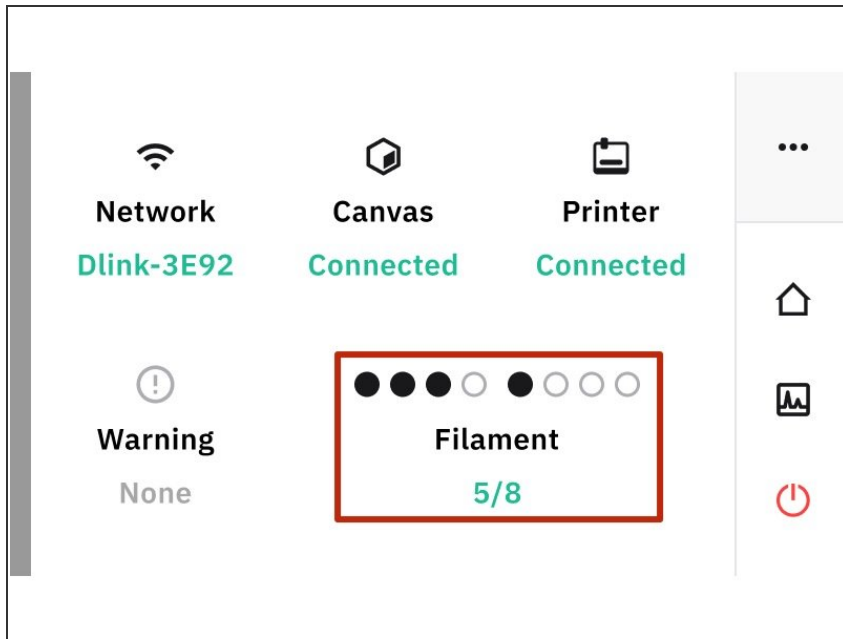 Network
Canvas
Printer
Dlink-3E92
Connected
Connected
Warning
Filament
None
5/8